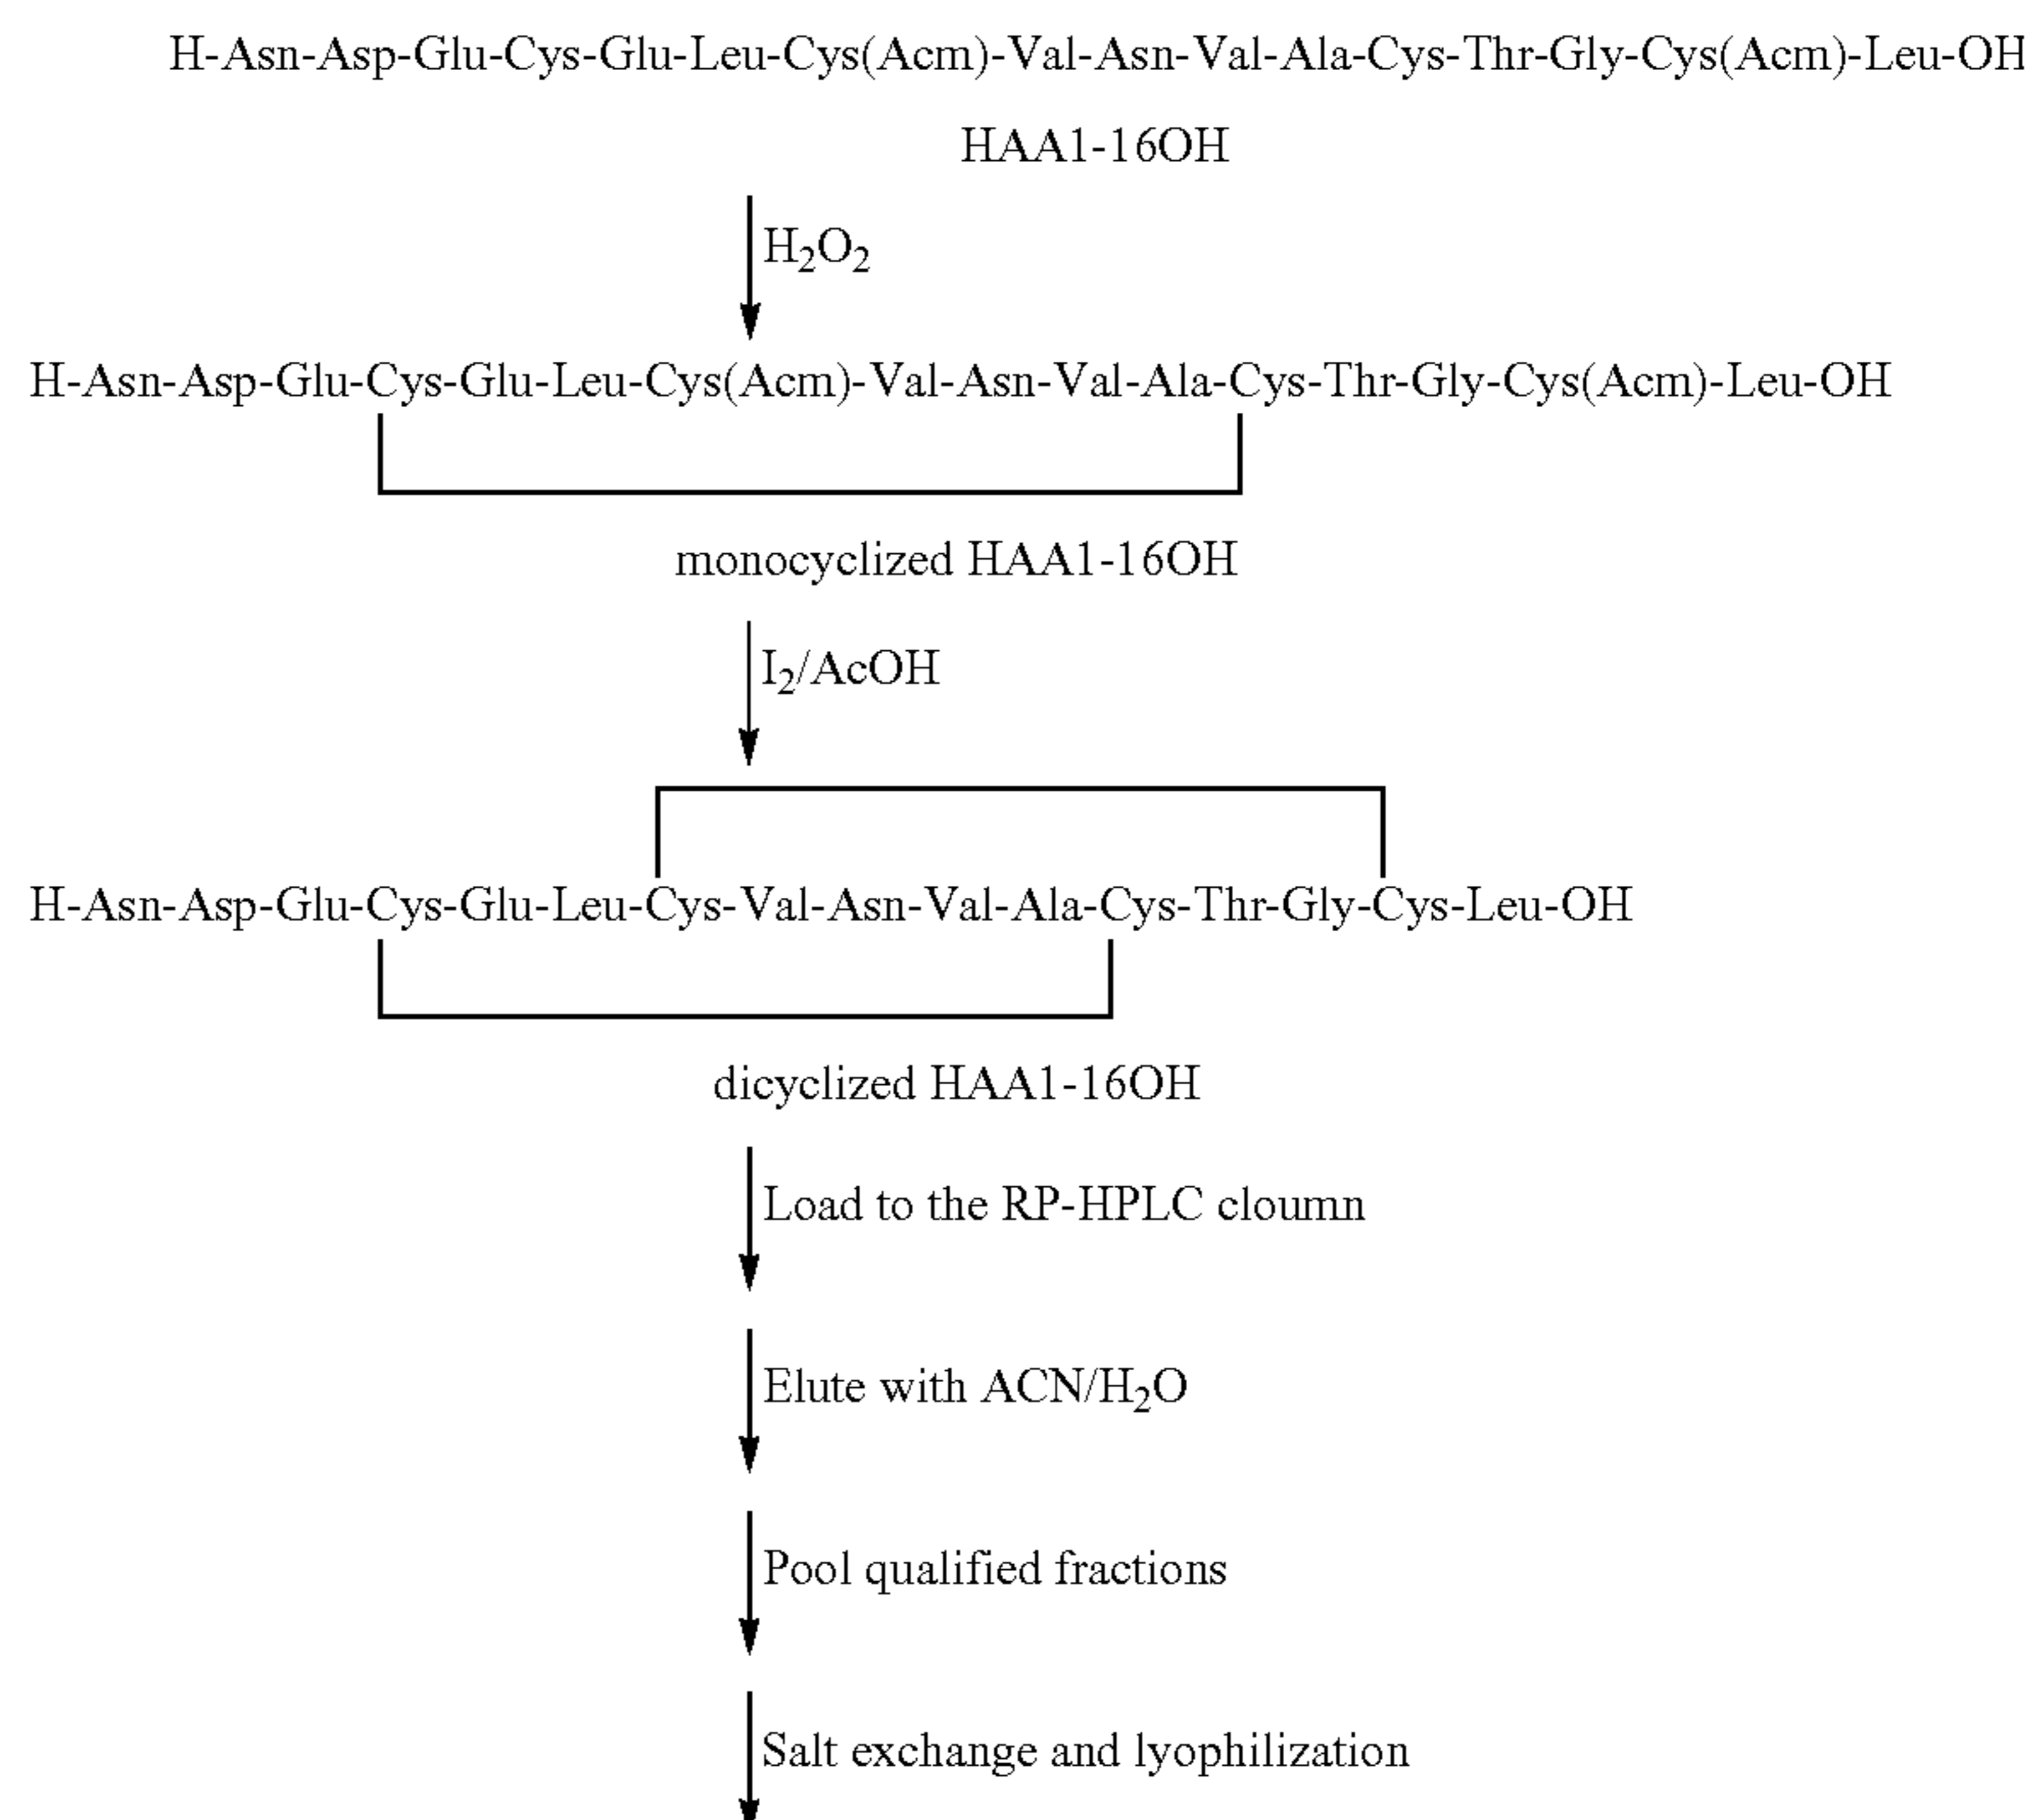 H-Asn-Asp-Glu-Cys-Glu-Leu-Cys(Acm)-Val-Asn-Val-Ala-Cys-Thr-Gly-Cys(Acm)-Leu-OH
HAA1-16OH
H₂O₂
H-Asn-Asp-Glu-Cys-Glu-Leu-Cys(Acm)-Val-Asn-Val-Ala-Cys-Thr-Gly-Cys(Acm)-Leu-OH
monocyclized HAA1-16OH
I₂/AcOH
H-Asn-Asp-Glu-Cys-Glu-Leu-Cys-Val-Asn-Val-Ala-Cys-Thr-Gly-Cys-Leu-OH
dicyclized HAA1-16OH
Load to the RP-HPLC cloumn
Elute with ACN/H₂O
Pool qualified fractions
Salt exchange and lyophilization